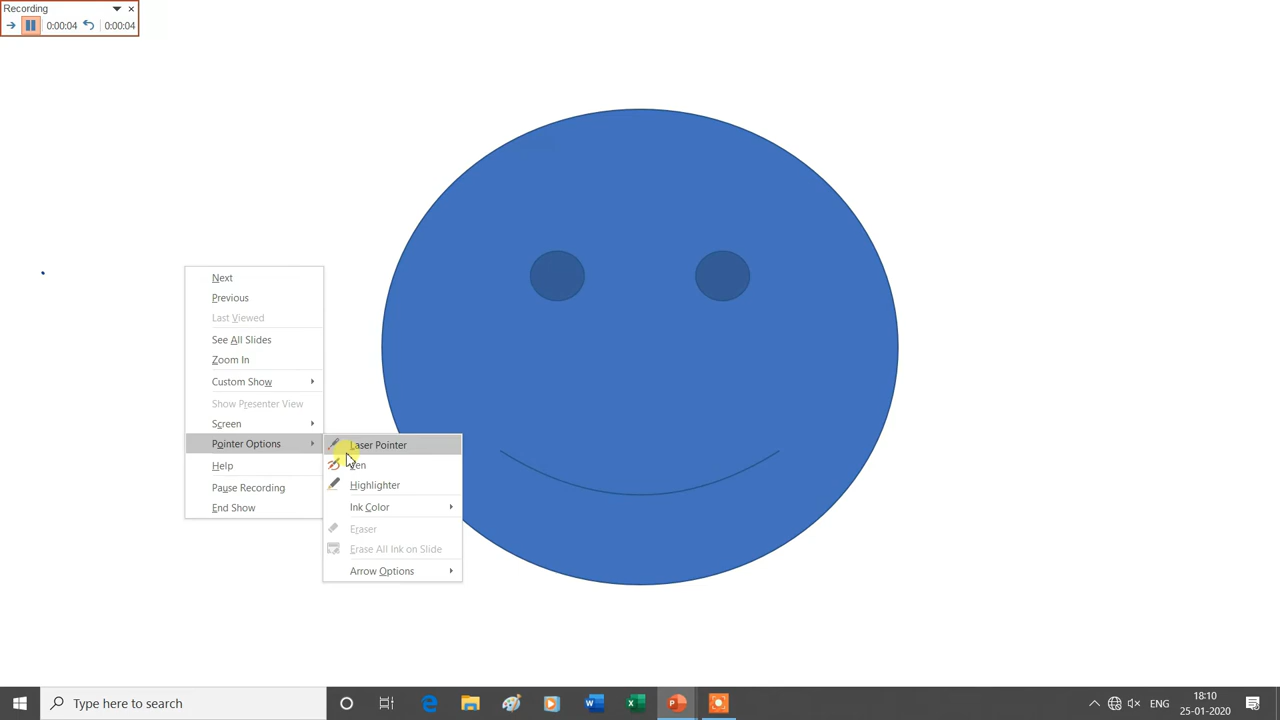 Recording
0:00:04 0:00:04
Next
Previous
Last Viewed
See All Slides
Zoom In
Custom Show
Show Presenter View
Screen
Pointer Options
Help
Pause Recording
End Show
Laser Pointer
Pen
Highlighter
Ink Color
Eraser
Erase All Ink on Slide
Arrow Options
Type here to search
ENG
18:10
25-01-2020